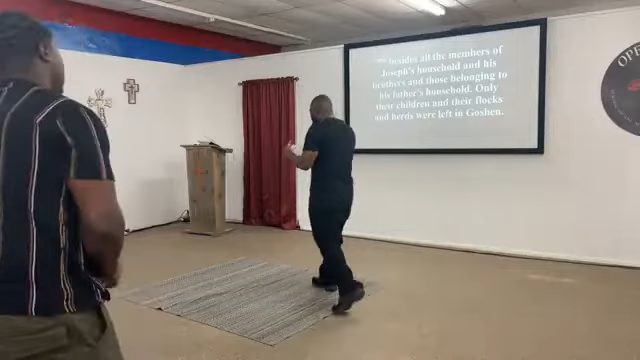 besides all the members of
Joseph's household and his
brothers and those belonging to
his father's household. Only
their children and their flocks
and herds were left in Goshen.
OPE